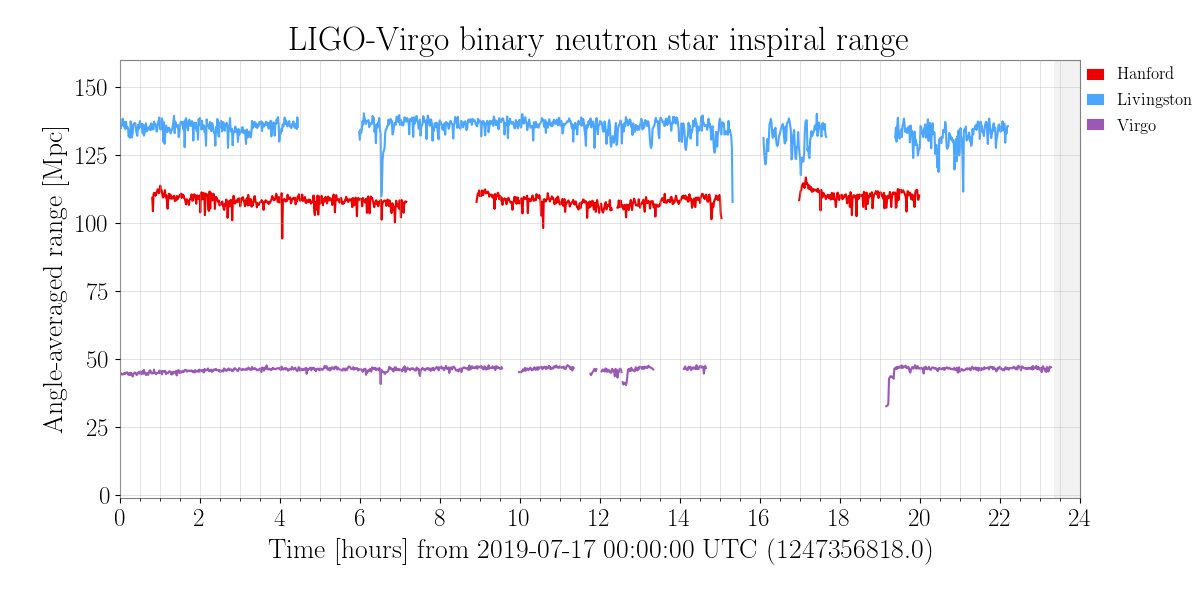 LIGO-Virgo binary neutron star inspiral range
Hanford
Livingston
Virgo
Angle-averaged range [Mpc]
150
125
100
75
50
25
0
0 2 4 6 8 10 12 14 16 18 20 22 24
Time [hours] from 2019-07-17 00:00:00 UTC (1247356818.0)